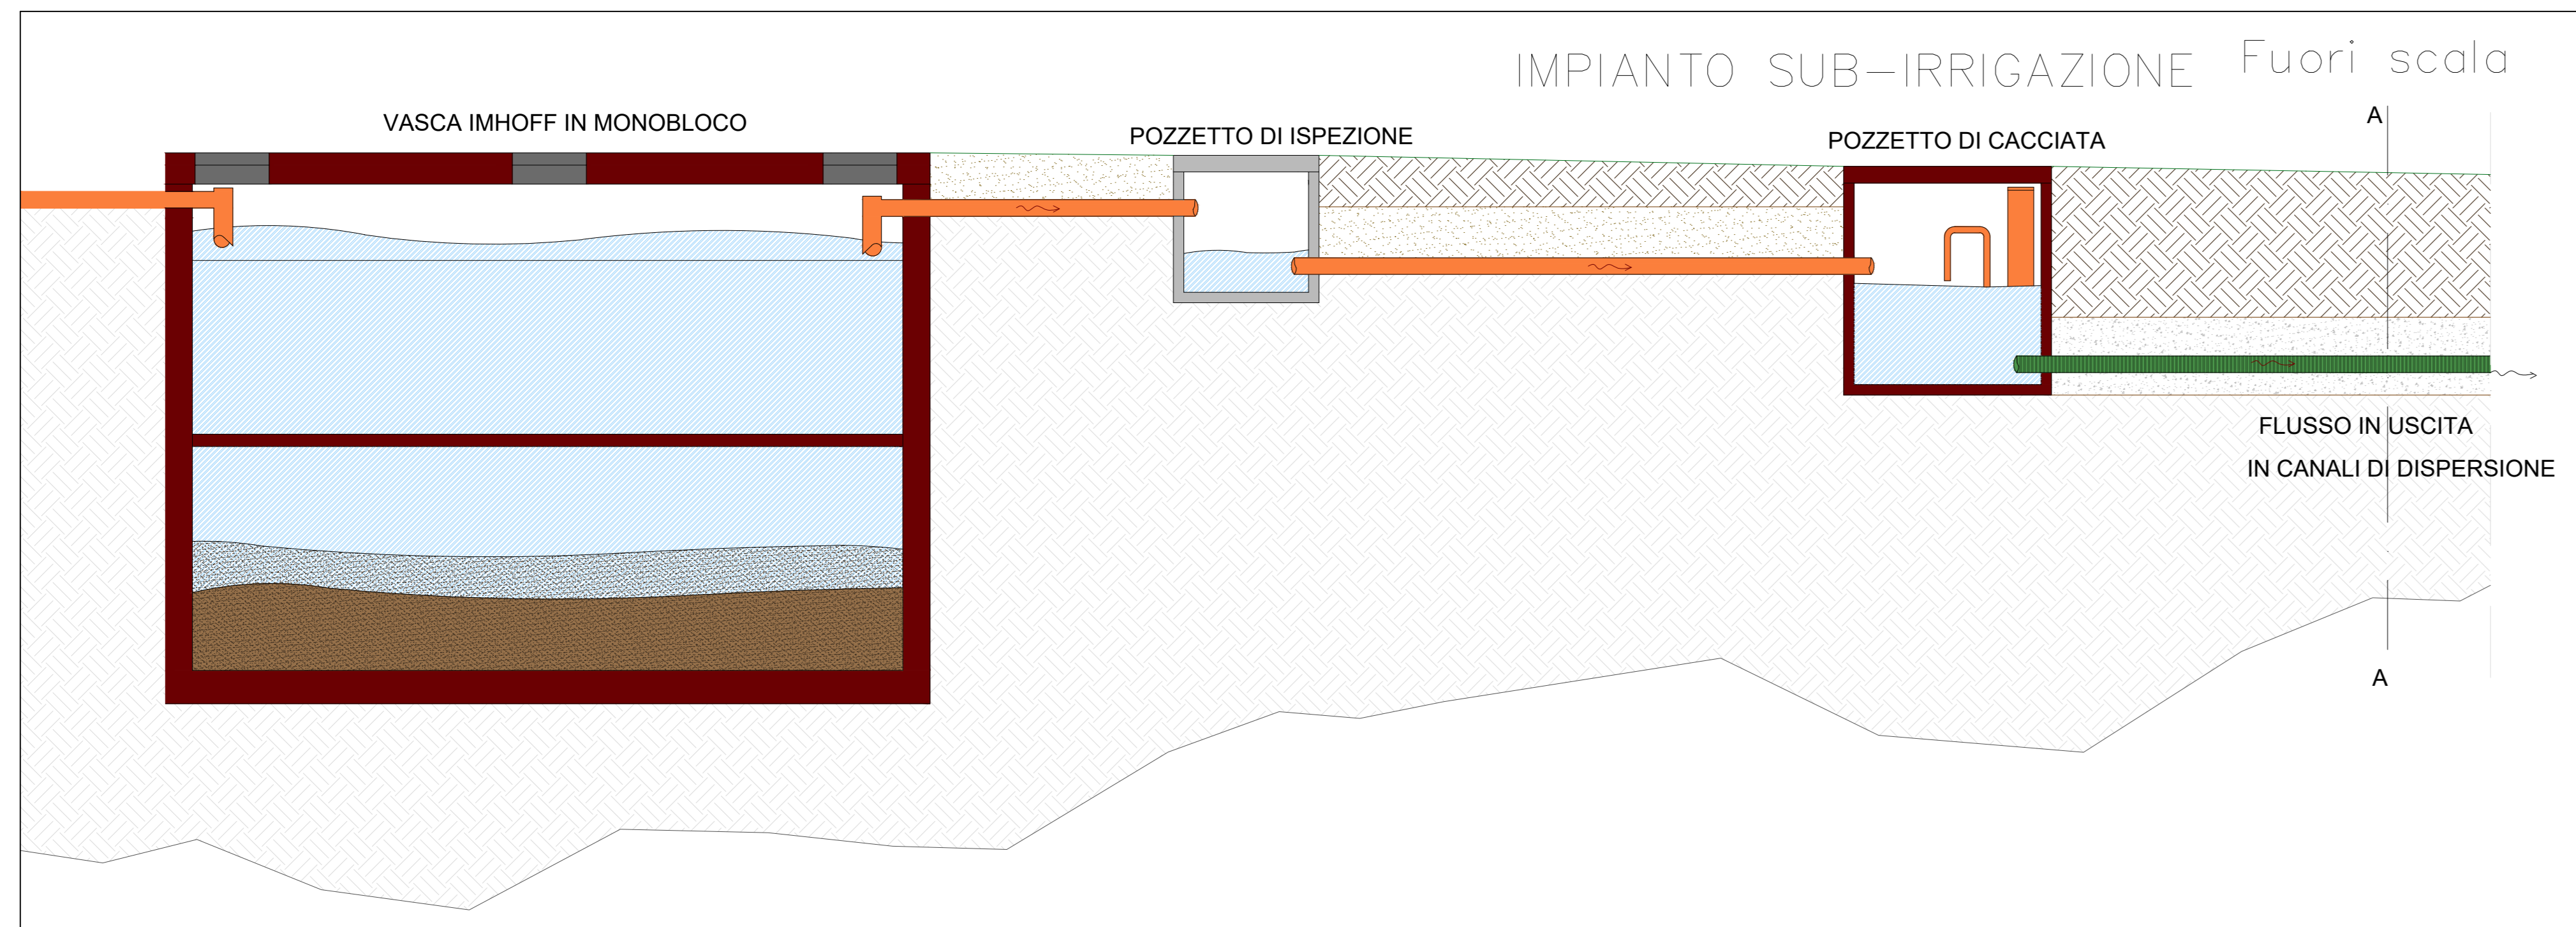 IMPIANTO SUB-IRRIGAZIONE Fuori scala
VASCA IMHOFF IN MONOBLOCO
POZZETTO DI ISPEZIONE
POZZETTO DI CACCIATA
A
FLUSSO IN USCITA
IN CANALI DI DISPERSIONE
A